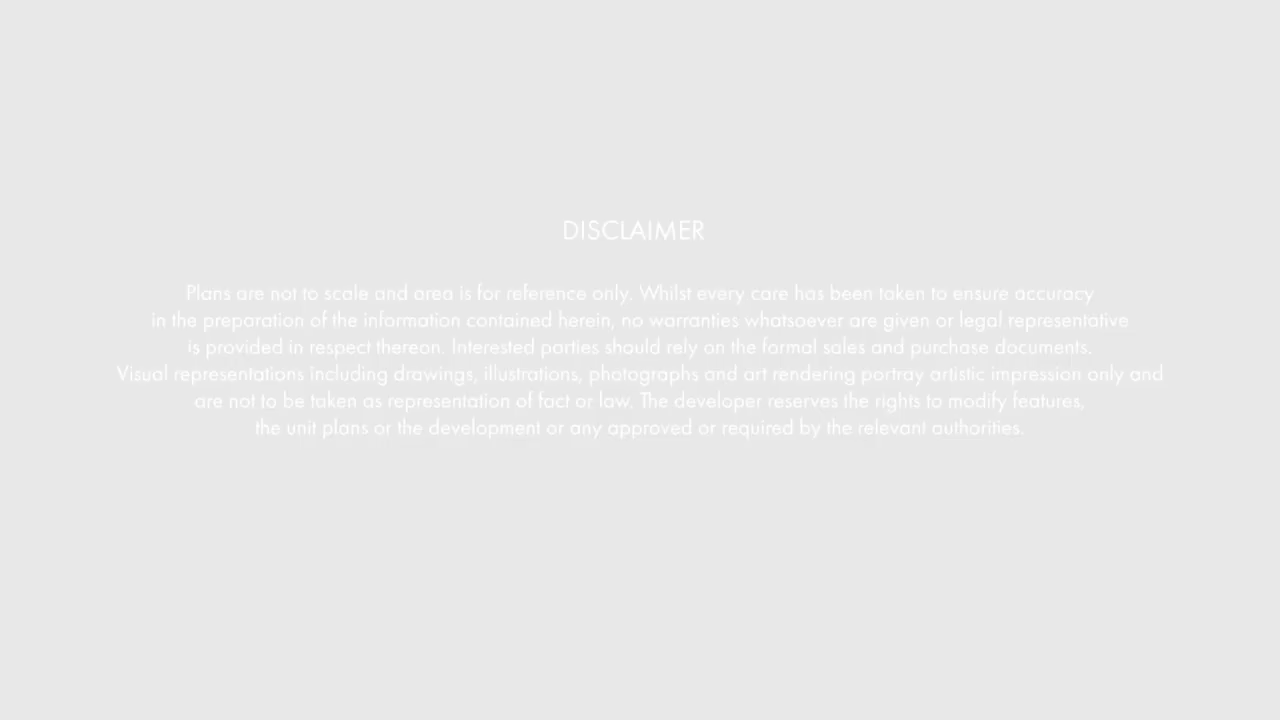 DISCLAIMER
Plans are not to scale and area is for reference only. Whilst every care has been taken to ensure accuracy
in the preparation of the information contained herein, no warranties whatsoever are given or legal representative
is provided in respect thereon. Interested parties should rely on the formal sales and purchase documents.
Visual representations including drawings, illustrations, photographs and art rendering portray artistic impression only and
are not to be taken as representation of fact or law. The developer reserves the rights to modify features,
the unit plans or the development or any approved or required by the relevant authorities.